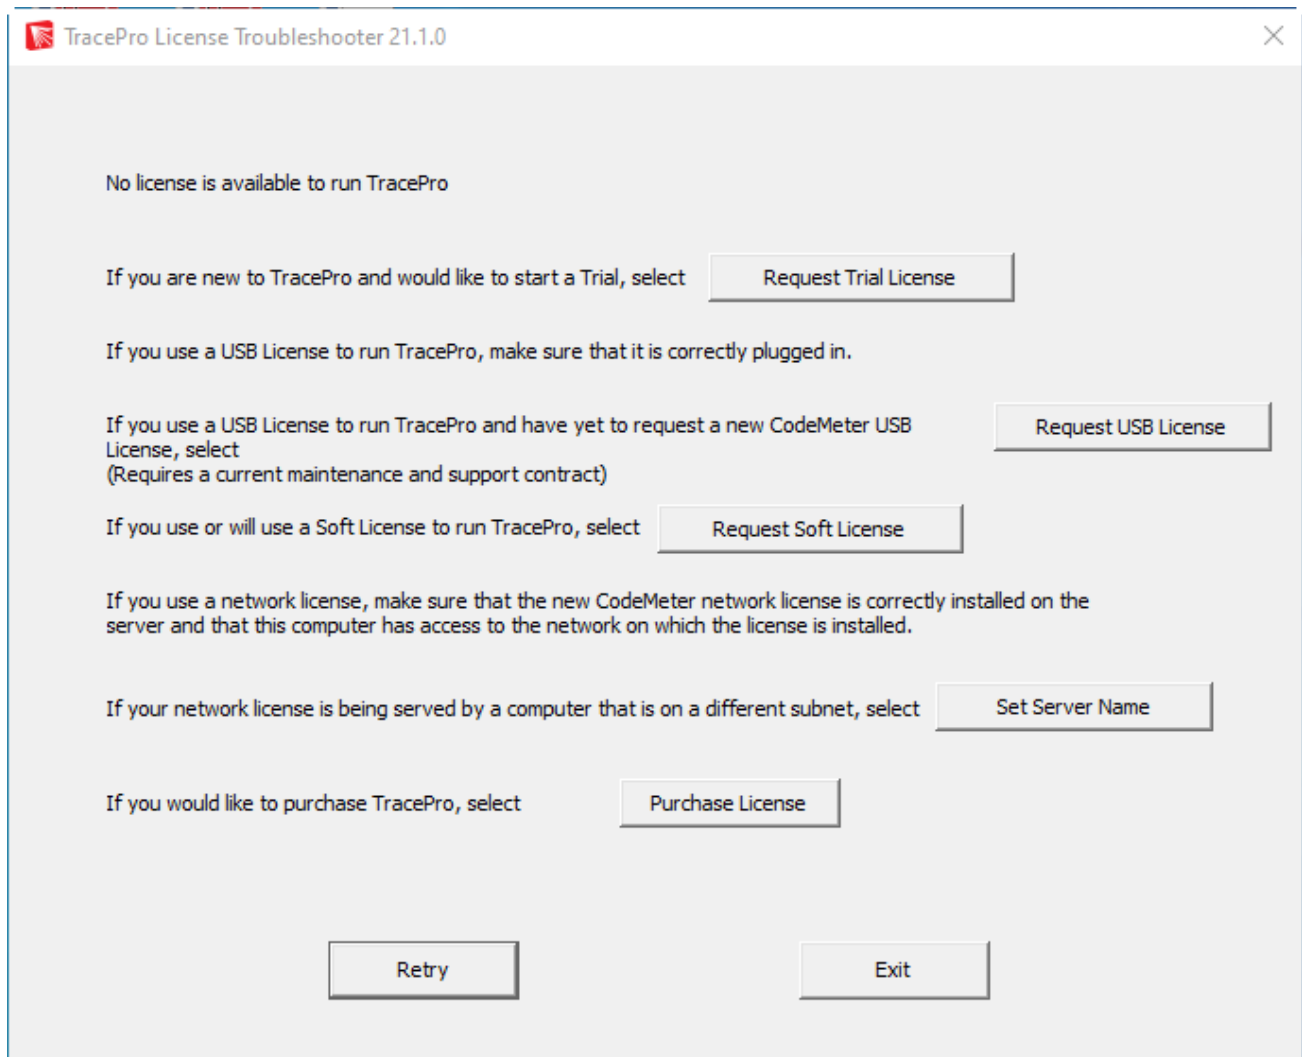 TracePro License Troubleshooter 21.1.0
No license is available to run TracePro
If you are new to TracePro and would like to start a Trial, select
Request Trial License
If you use a USB License to run TracePro, make sure that it is correctly plugged in.
If you use a USB License to run TracePro and have yet to request a new CodeMeter USB
License, select
(Requires a current maintenance and support contract)
Request USB License
If you use or will use a Soft License to run TracePro, select
Request Soft License
If you use a network license, make sure that the new CodeMeter network license is correctly installed on the
server and that this computer has access to the network on which the license is installed.
If your network license is being served by a computer that is on a different subnet, select
Set Server Name
If you would like to purchase TracePro, select
Purchase License
Retry
Exit